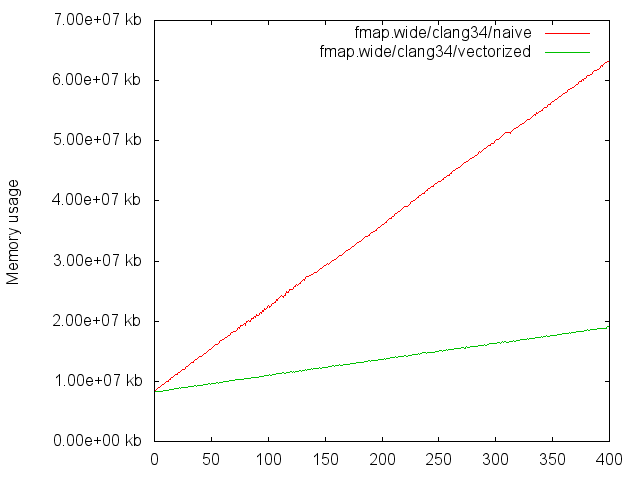 7.00e+07 kb
6.00e+07 kb
5.00e+07 kb
4.00e+07 kb
3.00e+07 kb
2.00e+07 kb
1.00e+07 kb
0.00e+00 kb
Memory usage
fmap.wide/clang34/naive
fmap.wide/clang34/vectorized
0 50 100 150 200 250 300 350 400